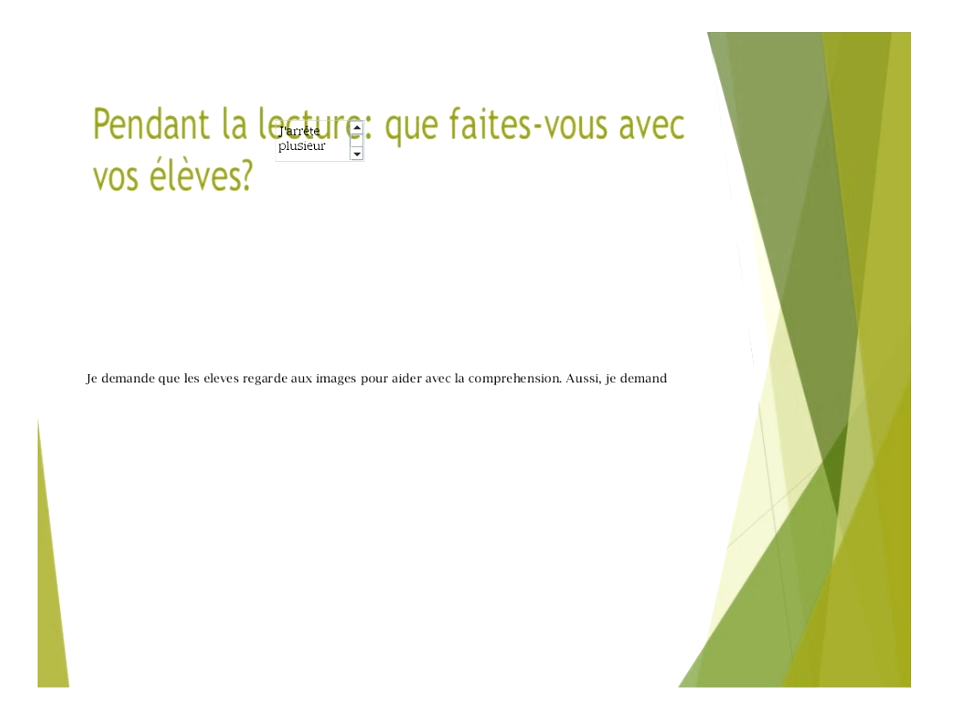 Pendant la lecture: que faites-vous avec
vos élèves?
J'arrête
plusieur
Je demande que les eleves regarde aux images pour aider avec la comprehension. Aussi, je demand